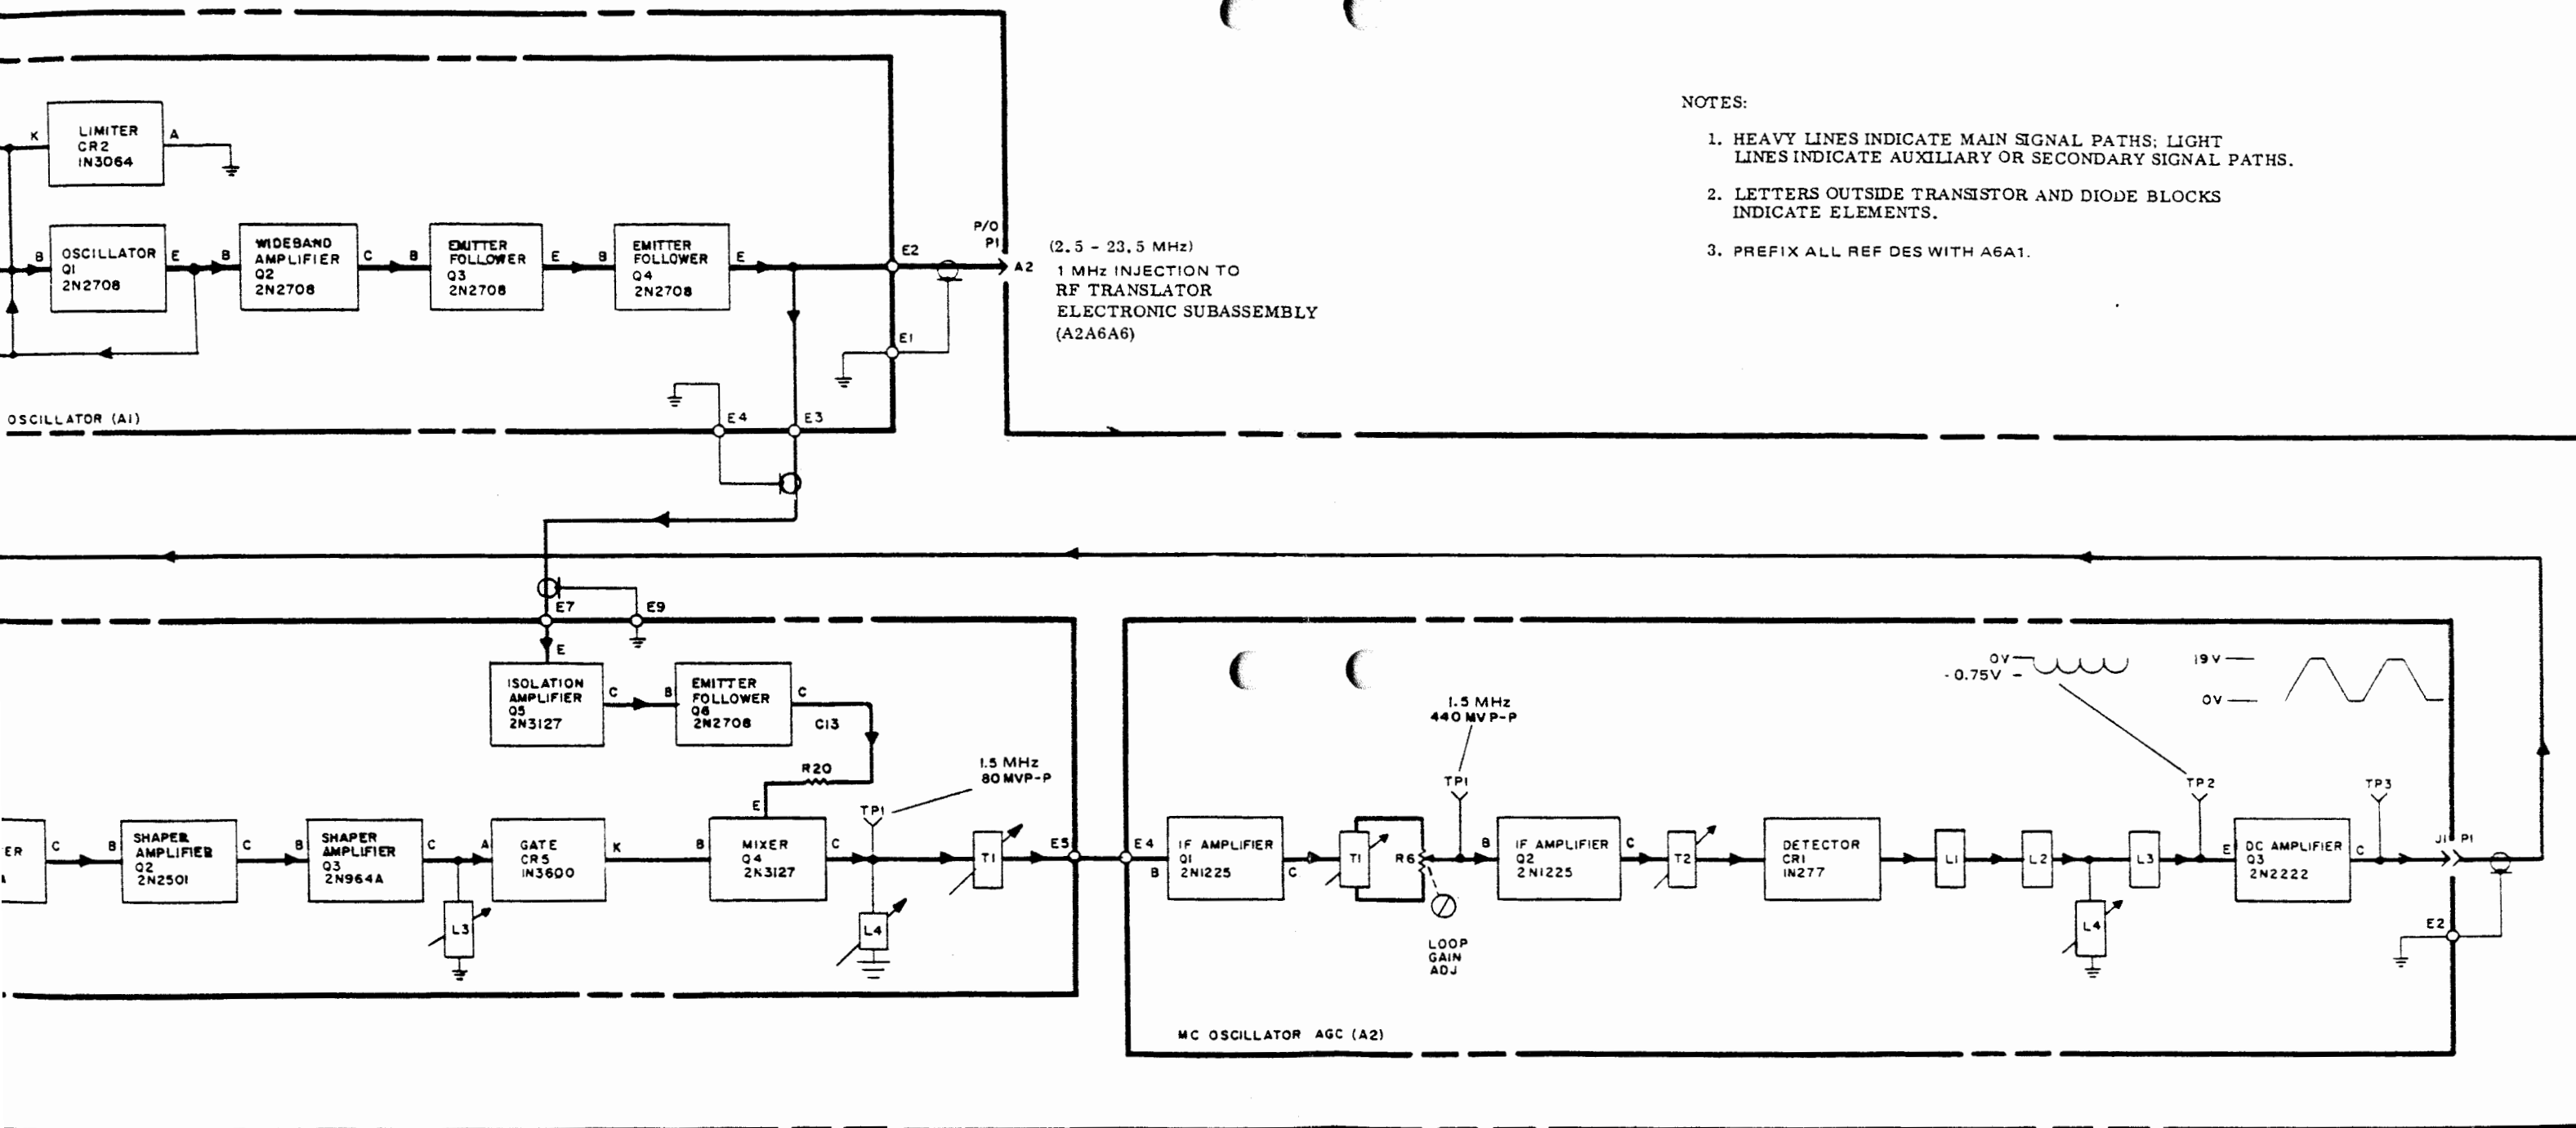 NOTES:
1. HEAVY LINES INDICATE MAIN SIGNAL PATHS; LIGHT
LINES INDICATE AUXILIARY OR SECONDARY SIGNAL PATHS.
2. LETTERS OUTSIDE TRANSISTOR AND DIODE BLOCKS
INDICATE ELEMENTS.
3. PREFIX ALL REF DES WITH A6A1.
K
LIMITER
CR2
IN3064
A
B
OSCILLATOR
Q1
2N2708
E
B
WIDEBAND
AMPLIFIER
Q2
2N2708
C
B
EMITTER
FOLLOWER
Q3
2N2708
E
B
EMITTER
FOLLOWER
Q4
2N2708
E
E2
P/O
P1
A2
(2.5 - 23.5 MHz)
1 MHz INJECTION TO
RF TRANSLATOR
ELECTRONIC SUBASSEMBLY
(A2A6A6)
E1
OSCILLATOR (A1)
E4
E3
E7
E9
E
ISOLATION
AMPLIFIER
Q5
2N3127
C
B
EMITTER
FOLLOWER
Q6
2N2708
C
C13
R20
E
TP1
1.5 MHz
80 MVP-P
ER
C
B
SHAPER
AMPLIFIER
Q2
2N2501
C
B
SHAPER
AMPLIFIER
Q3
2N964A
C
L3
A
GATE
CR5
IN3600
K
B
MIXER
Q4
2N3127
C
L4
T1
E5
E4
B
IF AMPLIFIER
Q1
2N1225
C
T1
R6
LOOP
GAIN
ADJ
1.5 MHz
440 MV P-P
TP1
B
IF AMPLIFIER
Q2
2N1225
C
T2
DETECTOR
CR1
IN277
L1
L2
L4
L3
0V
-0.75V
TP2
19V
0V
E
DC AMPLIFIER
Q3
2N2222
C
TP3
J1
P1
E2
MC OSCILLATOR AGC (A2)